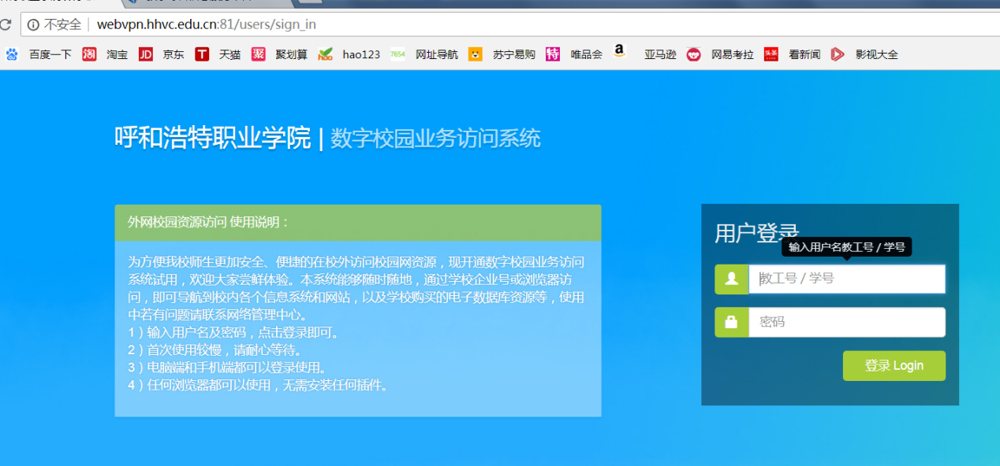 不安全 webvpn.hhvc.edu.cn:81/users/sign_in
百度一下 淘 淘宝 JD 京东 T 天猫 聚 聚划算 hao123 7654 网址导航 苏宁易购 特 唯品会 a 亚马逊 网易考拉 头条 看新闻 影视大全
呼和浩特职业学院 | 数字校园业务访问系统
外网校园资源访问 使用说明：
为方便我校师生更加安全、便捷的在校外访问校园网资源，现开通数字校园业务访问
系统试用，欢迎大家尝鲜体验。本系统能够随时随地，通过学校企业号或浏览器访
问，即可导航到校内各个信息系统和网站，以及学校购买的电子数据库资源等，使用
中若有问题请联系网络管理中心。
1）输入用户名及密码，点击登录即可。
2）首次使用较慢，请耐心等待。
3）电脑端和手机端都可以登录使用。
4）任何浏览器都可以使用，无需安装任何插件。
用户登录
输入用户名教工号 / 学号
教工号 / 学号
密码
登录 Login